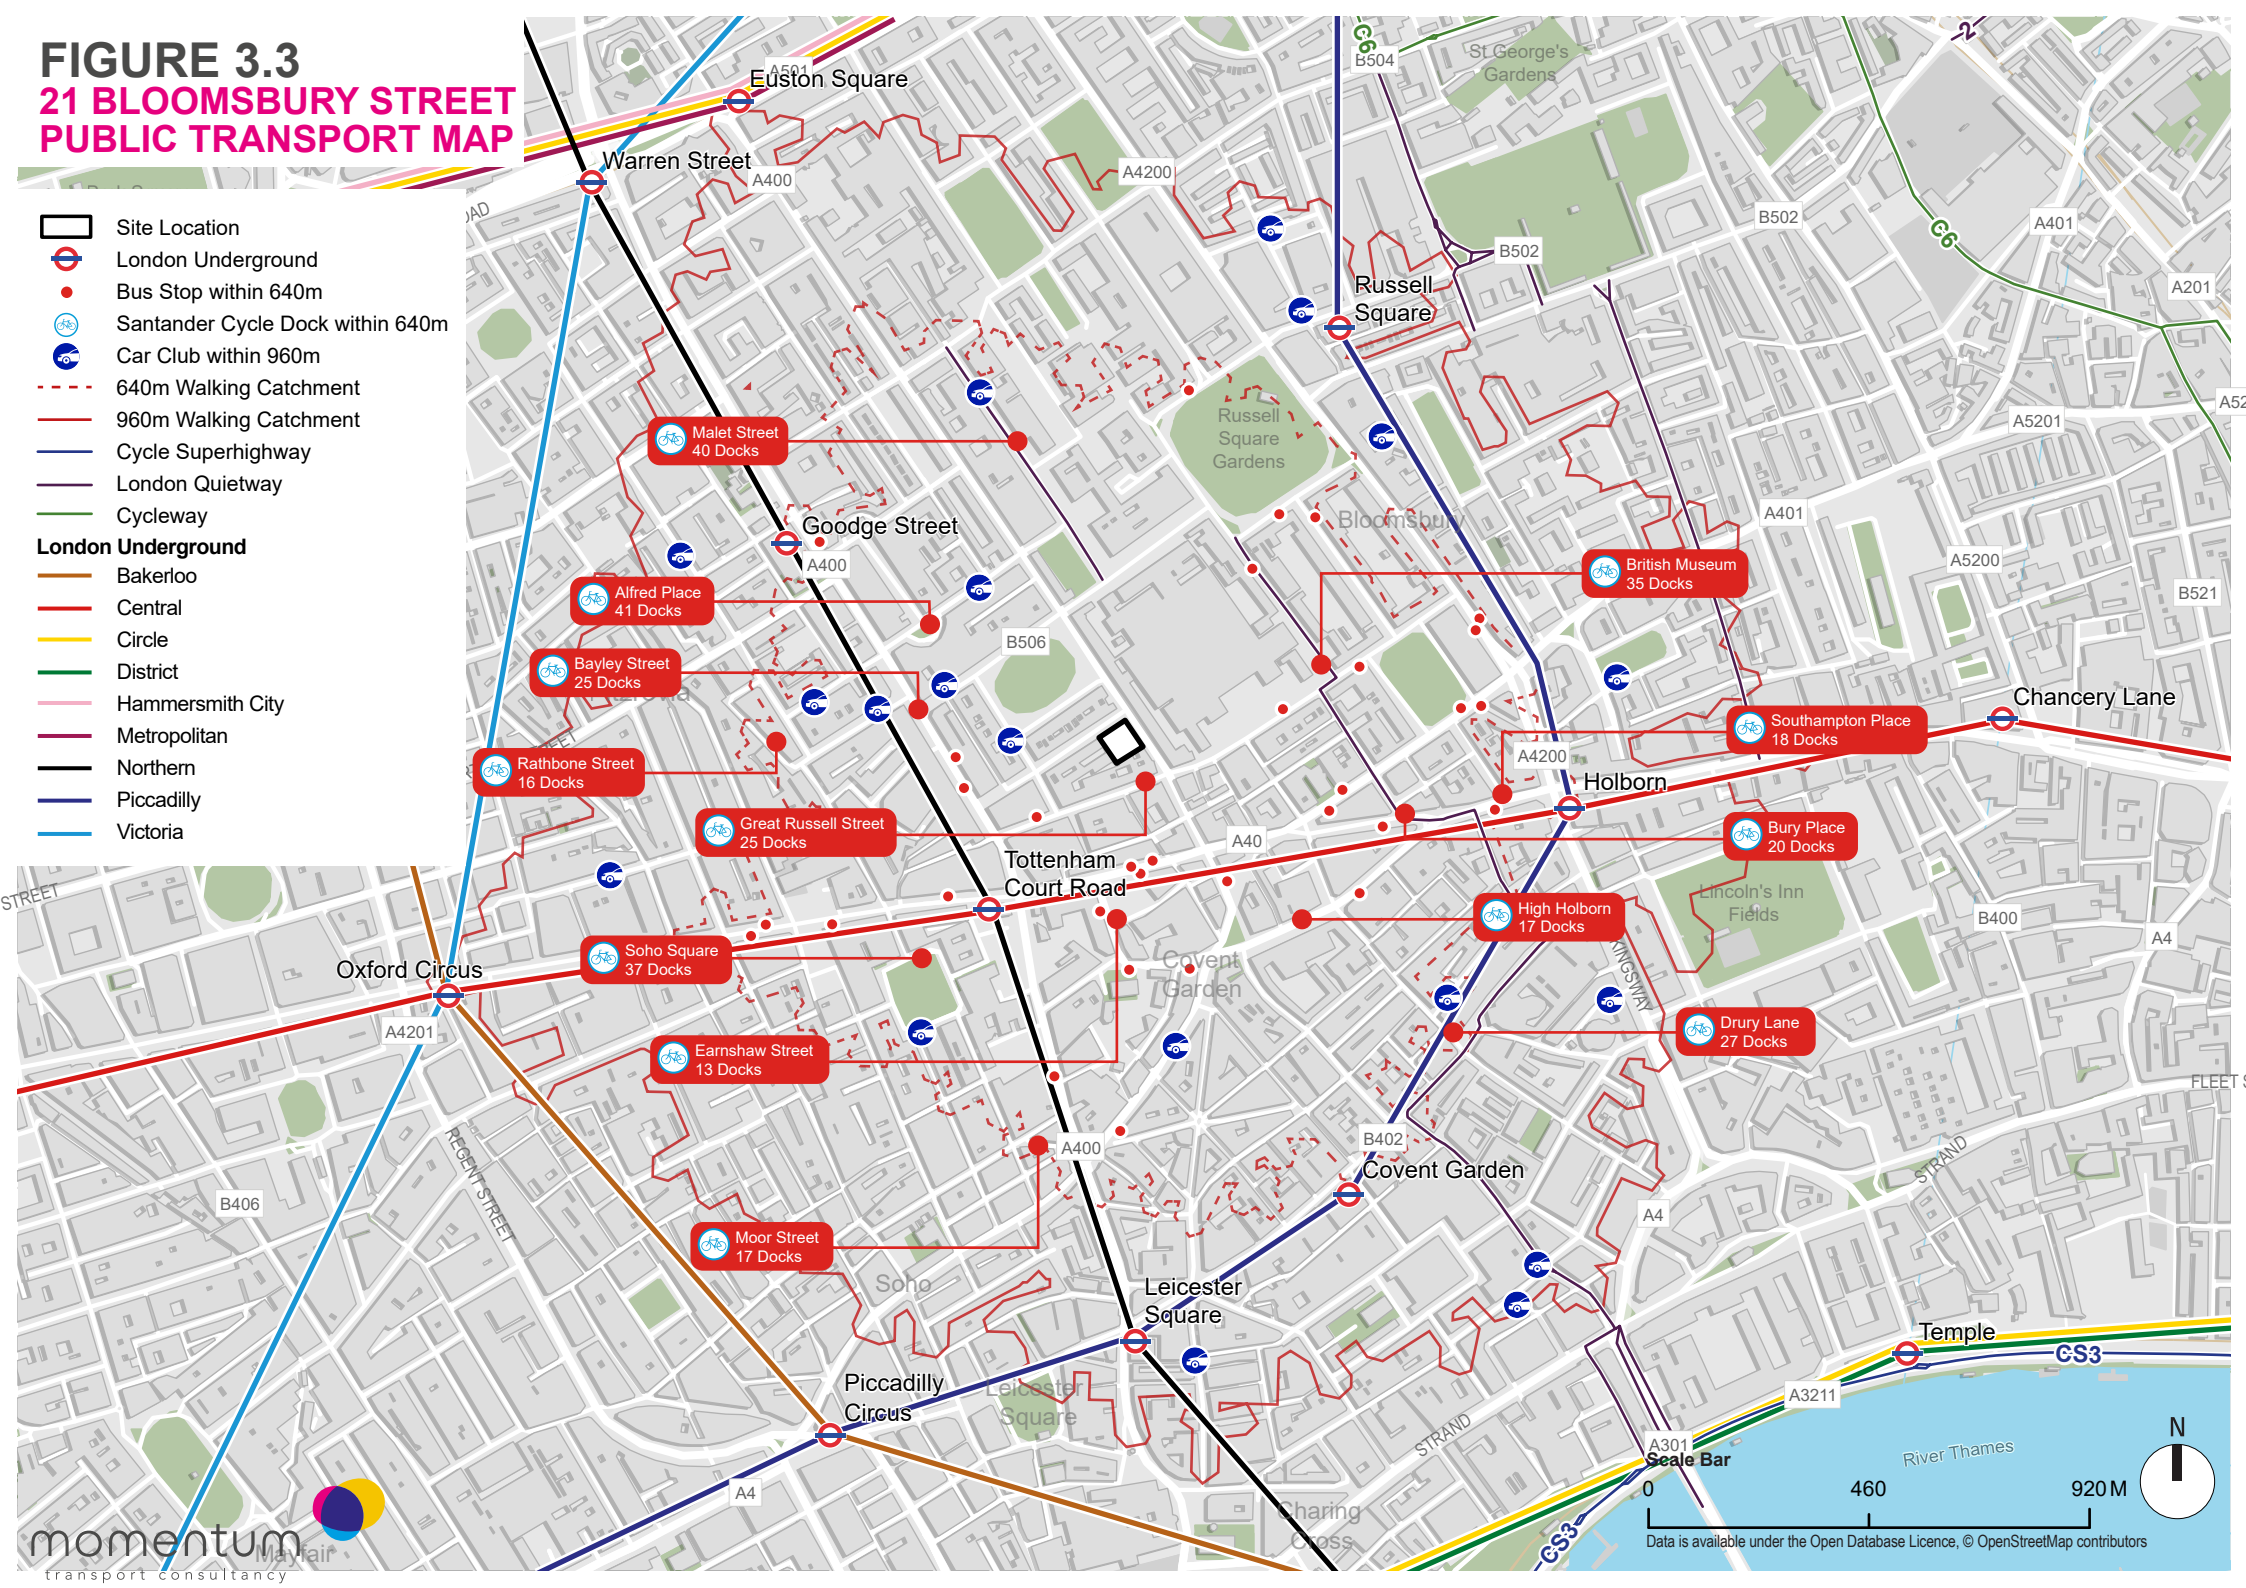 FIGURE 3.3
21 BLOOMSBURY STREET
PUBLIC TRANSPORT MAP
Site Location
London Underground
Bus Stop within 640m
Santander Cycle Dock within 640m
Car Club within 960m
640m Walking Catchment
960m Walking Catchment
Cycle Superhighway
London Quietway
Cycleway
London Underground
Bakerloo
Central
Circle
District
Hammersmith City
Metropolitan
Northern
Piccadilly
Victoria
A501
Euston Square
Warren Street
A400
A4200
C6
B504
St George's
Gardens
B502
B502
C6
A401
A201
Russell
Square
Russell
Square
Gardens
A5201
Malet Street
40 Docks
Goodge Street
A400
Bloomsbury
A401
A5200
B521
British Museum
35 Docks
Alfred Place
41 Docks
B506
Bayley Street
25 Docks
Chancery Lane
Southampton Place
18 Docks
A4200
Holborn
Rathbone Street
16 Docks
Great Russell Street
25 Docks
A40
Bury Place
20 Docks
Tottenham
Court Road
STREET
Lincoln's Inn
Fields
High Holborn
17 Docks
B400
A4
KINGSWAY
Soho Square
37 Docks
Oxford Circus
A4201
Covent
Garden
Drury Lane
27 Docks
Earnshaw Street
13 Docks
FLEET S
A400
B402
Covent Garden
REGENT STREET
B406
STRAND
A4
Moor Street
17 Docks
Soho
Leicester
Square
Temple
CS3
Piccadilly
Circus
Leicester
Square
A3211
STRAND
A301
River Thames
N
Scale Bar
0 460 920 M
A4
Charing
Cross
CS3
Data is available under the Open Database Licence, © OpenStreetMap contributors
momentum
Mayfair
transport consultancy